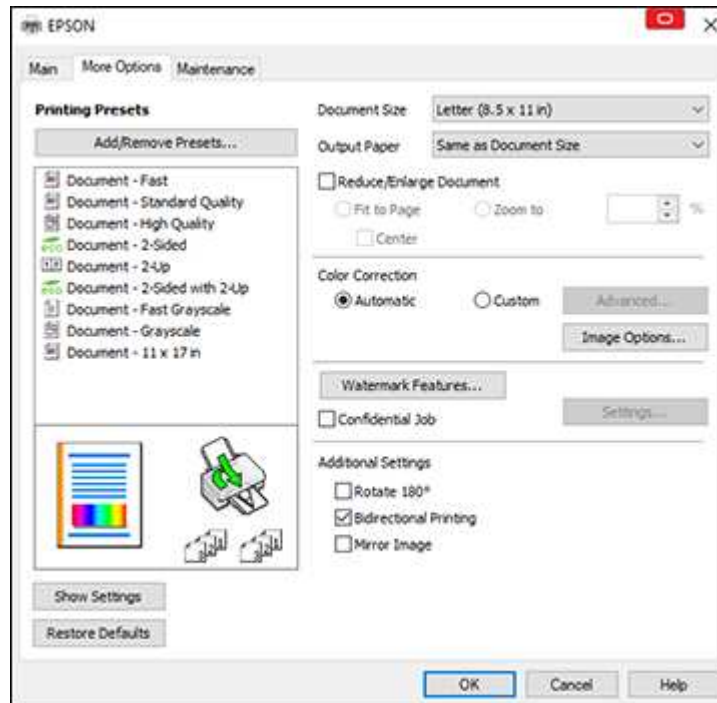 EPSON
Main More Options Maintenance
Printing Presets
Add/Remove Presets...
Document - Fast
Document - Standard Quality
Document - High Quality
Document - 2-Sided
Document - 2-Up
Document - 2-Sided with 2-Up
Document - Fast Grayscale
Document - Grayscale
Document - 11 x 17 in
Show Settings
Restore Defaults
Document Size Letter (8.5 x 11 in)
Output Paper Same as Document Size
Reduce/Enlarge Document
Fit to Page Zoom to %
Center
Color Correction
Automatic Custom Advanced...
Image Options...
Watermark Features...
Confidential Job Settings...
Additional Settings
Rotate 180°
Bidirectional Printing
Mirror Image
OK Cancel Help